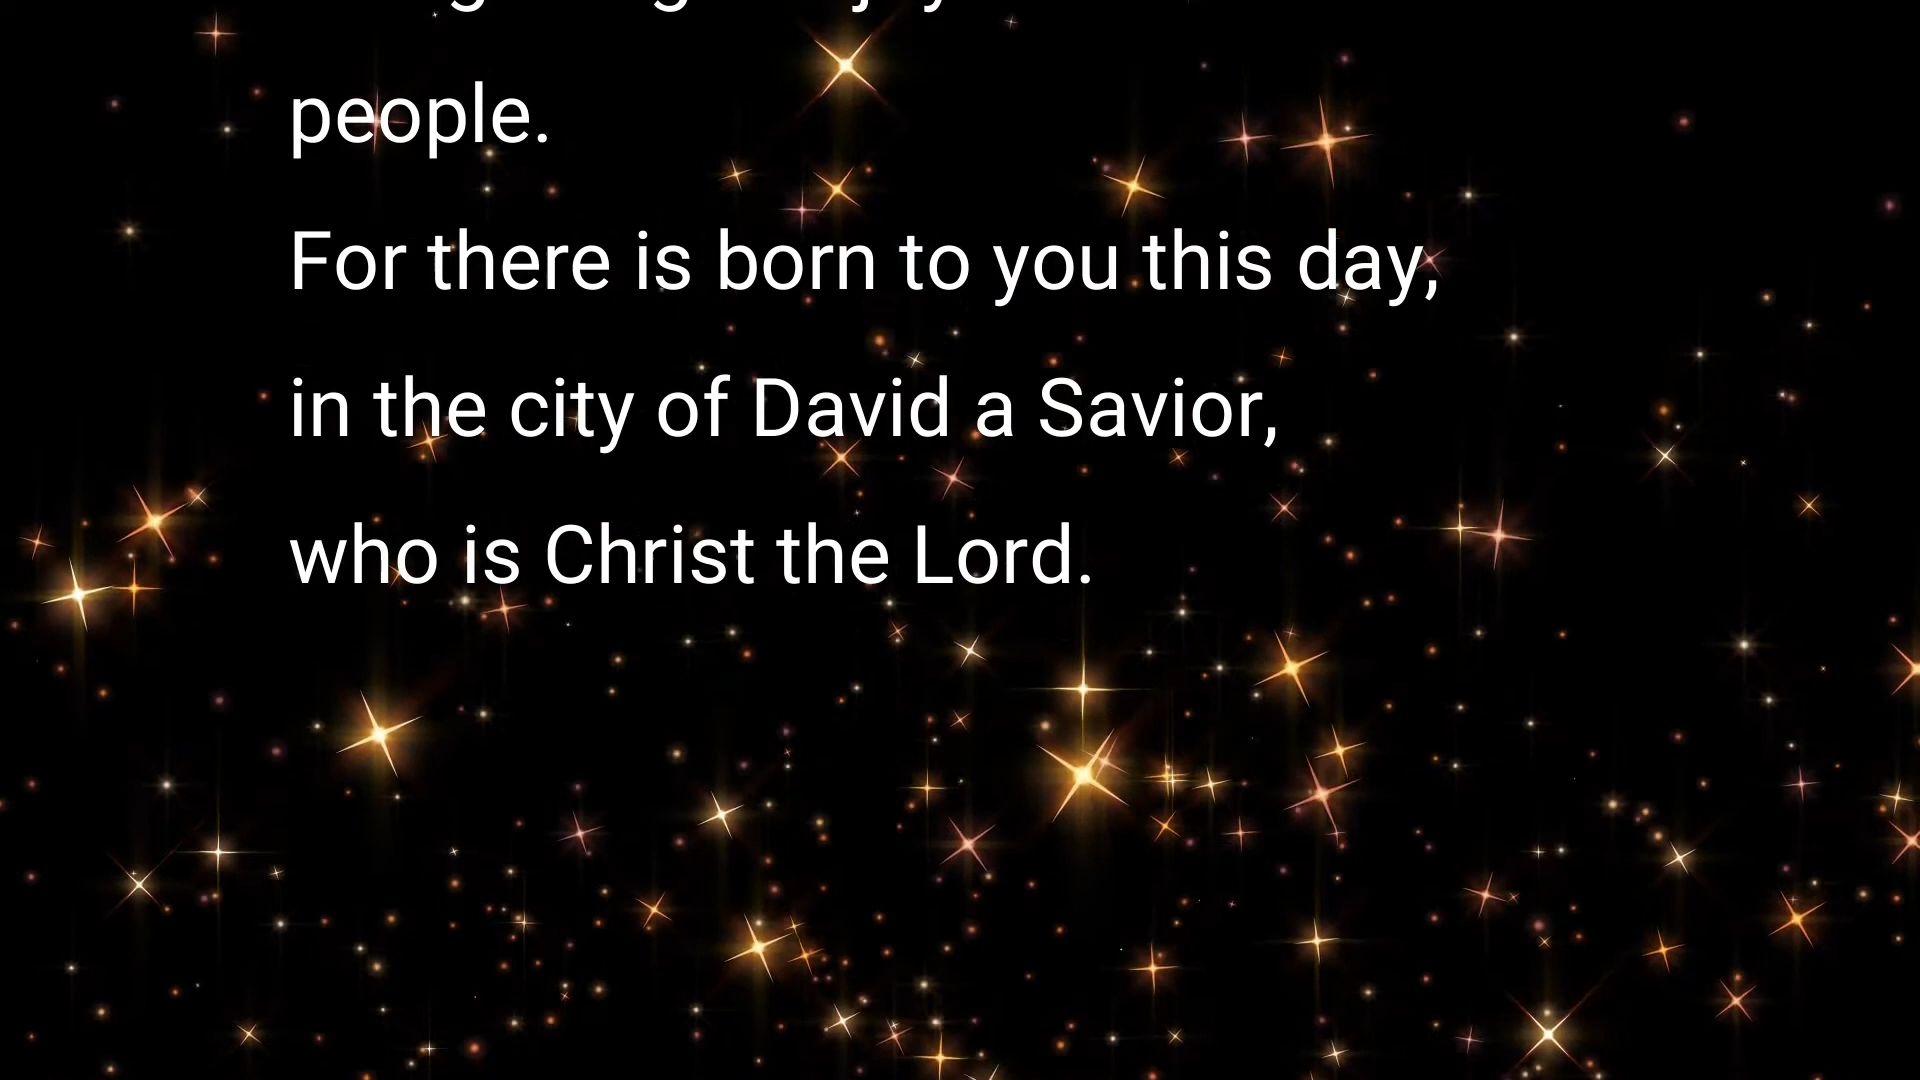 people.
For there is born to you this day,
in the city of David a Savior,
who is Christ the Lord.